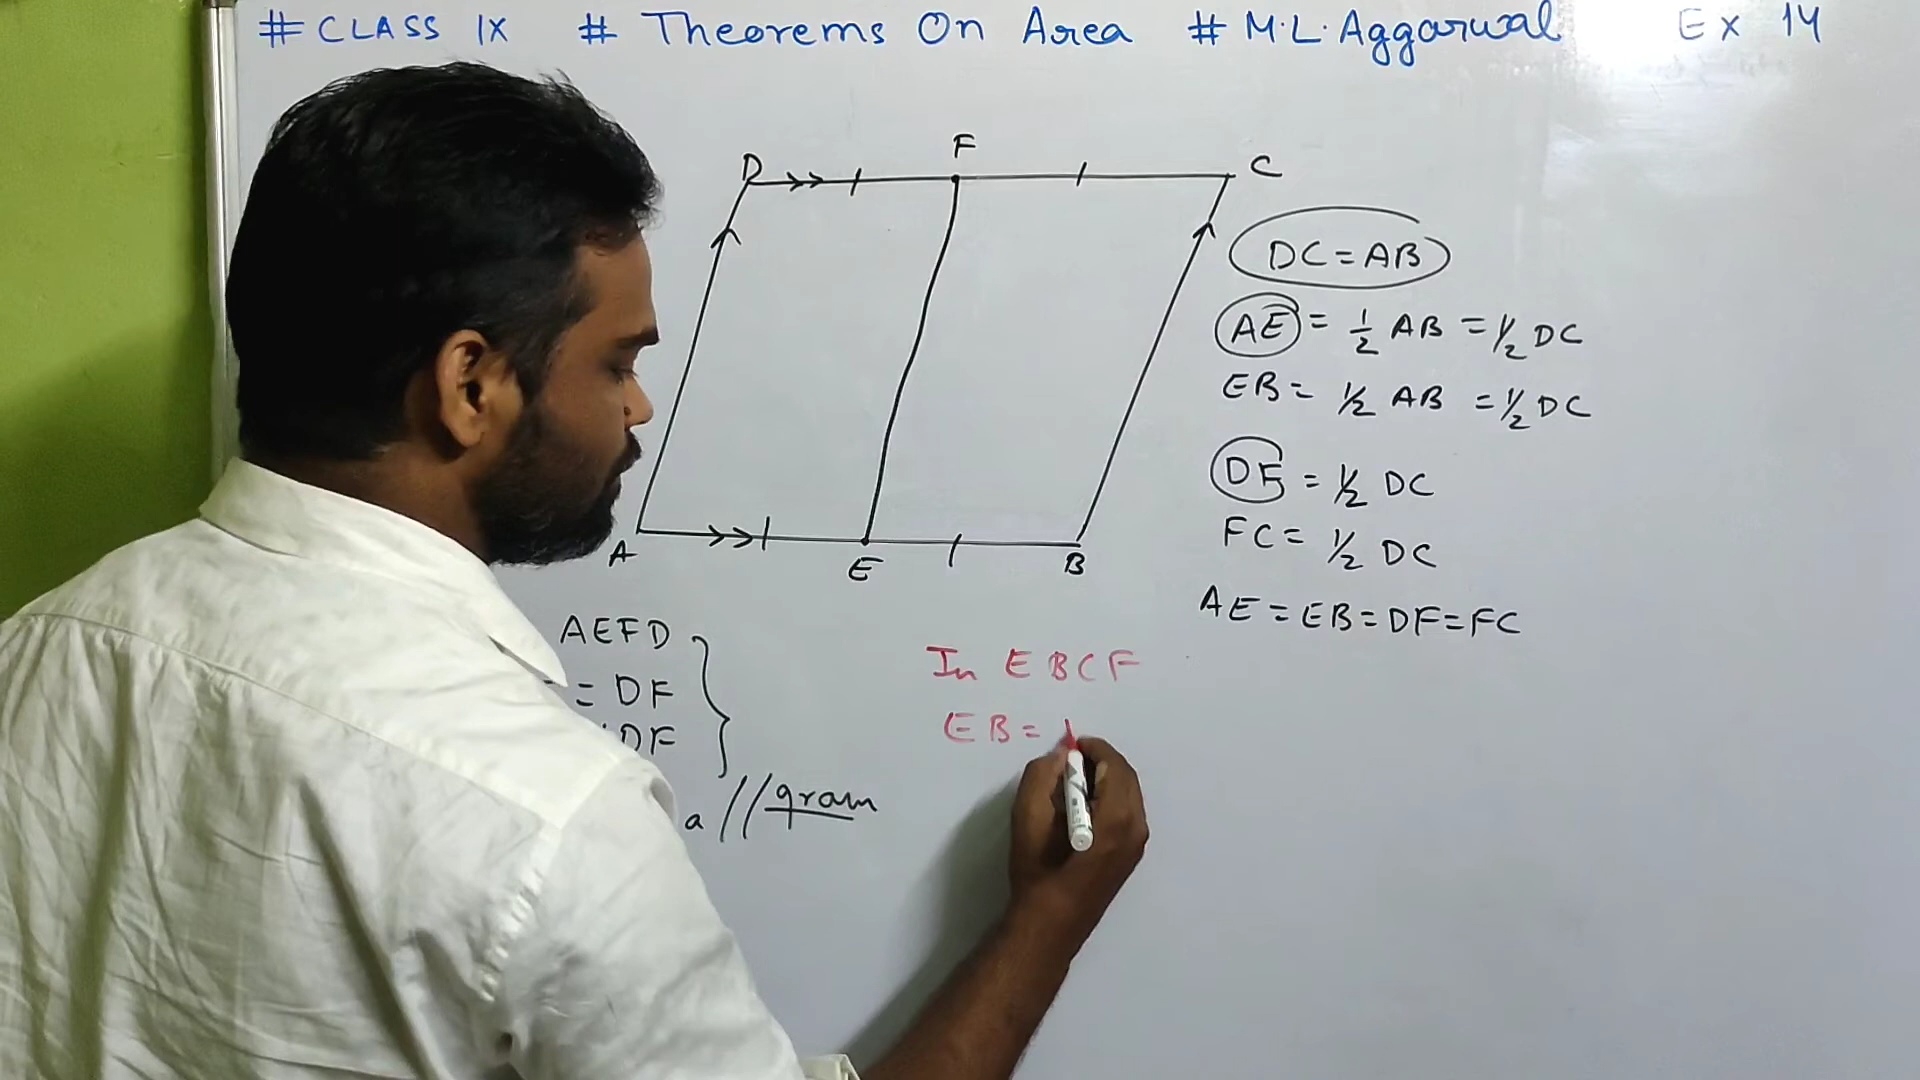 # CLASS IX # Theorems On Area # M.L.Aggarwal Ex 14
D F C
A E B
DC = AB
AE = 1/2 AB = 1/2 DC
EB = 1/2 AB = 1/2 DC
DF = 1/2 DC
FC = 1/2 DC
AE = EB = DF = FC
AEFD
= DF
DF
a //gram
In EBCF
EB =